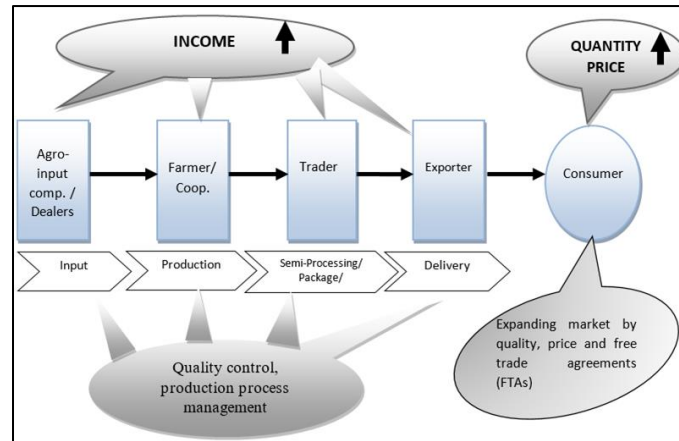 INCOME
QUANTITY
PRICE
Agro-
input
comp. /
Dealers
Farmer/
Coop.
Trader
Exporter
Consumer
Input
Production
Semi-Processing/
Package/
Delivery
Quality control,
production process
management
Expanding market by
quality, price and free
trade agreements
(FTAs)